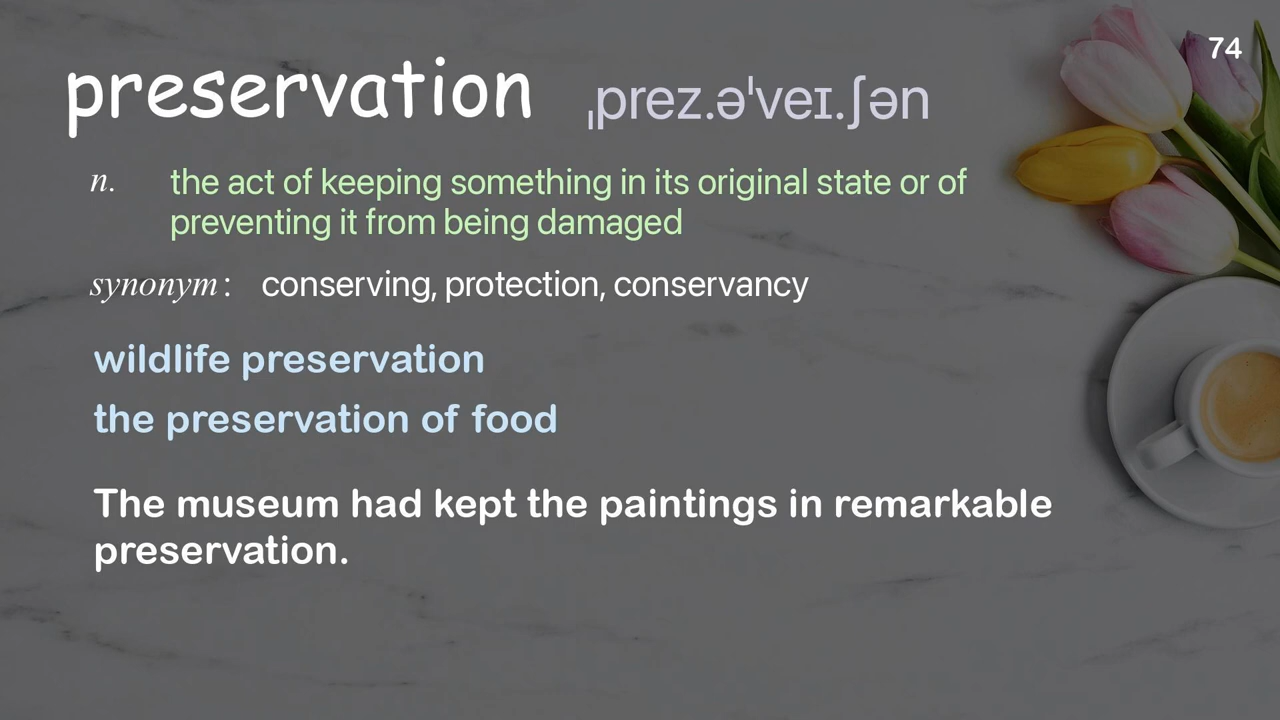 74
preservation ˌprez.əˈveɪ.ʃən
n. the act of keeping something in its original state or of
preventing it from being damaged
synonym: conserving, protection, conservancy
wildlife preservation
the preservation of food
The museum had kept the paintings in remarkable
preservation.